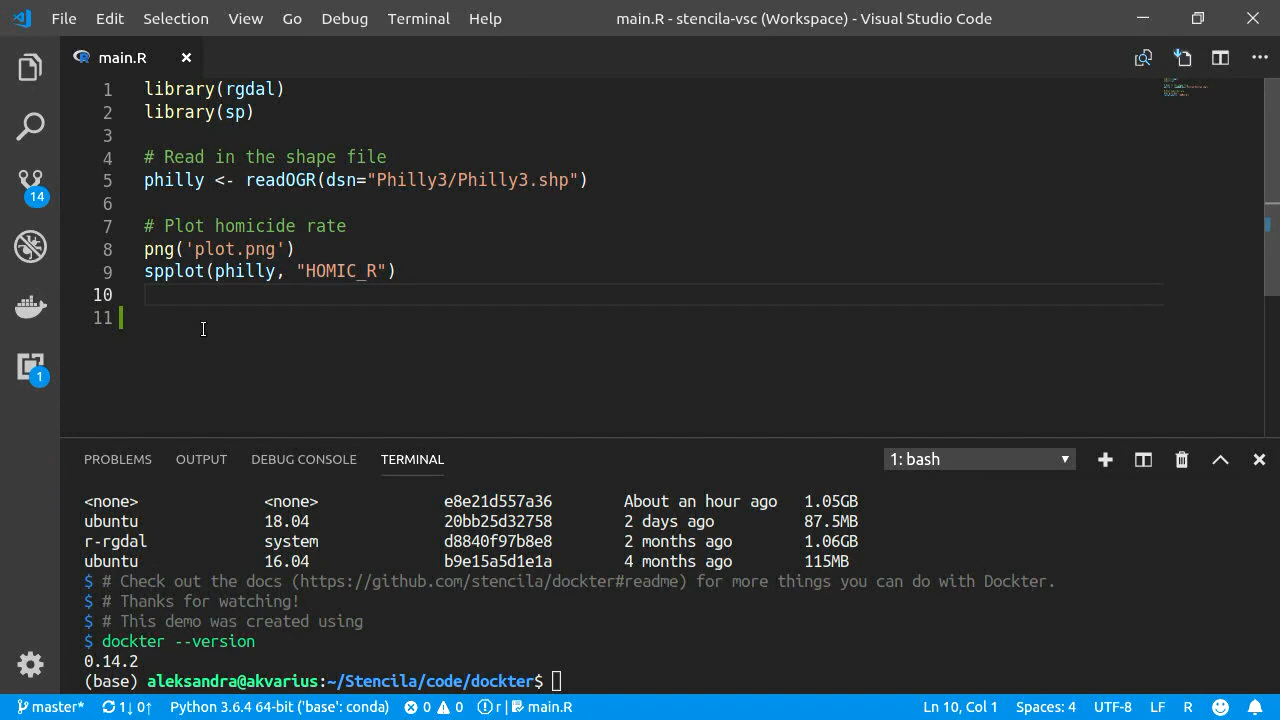 File Edit Selection View Go Debug Terminal Help main.R - stencila-vsc (Workspace) - Visual Studio Code
main.R
1 library(rgdal)
2 library(sp)
3
4 # Read in the shape file
5 philly <- readOGR(dsn="Philly3/Philly3.shp")
6
7 # Plot homicide rate
8 png('plot.png')
9 spplot(philly, "HOMIC_R")
10
11
14
1
PROBLEMS OUTPUT DEBUG CONSOLE TERMINAL 1: bash
<none> <none> e8e21d557a36 About an hour ago 1.05GB
ubuntu 18.04 20bb25d32758 2 days ago 87.5MB
r-rgdal system d8840f97b8e8 2 months ago 1.06GB
ubuntu 16.04 b9e15a5d1e1a 4 months ago 115MB
$ # Check out the docs (https://github.com/stencila/dockter#readme) for more things you can do with Dockter.
$ # Thanks for watching!
$ # This demo was created using
$ dockter --version
0.14.2
(base) aleksandra@akvarius:~/Stencila/code/dockter$
master* 1↓ 0↑ Python 3.6.4 64-bit ('base': conda) 0 0 r | main.R Ln 10, Col 1 Spaces: 4 UTF-8 LF R